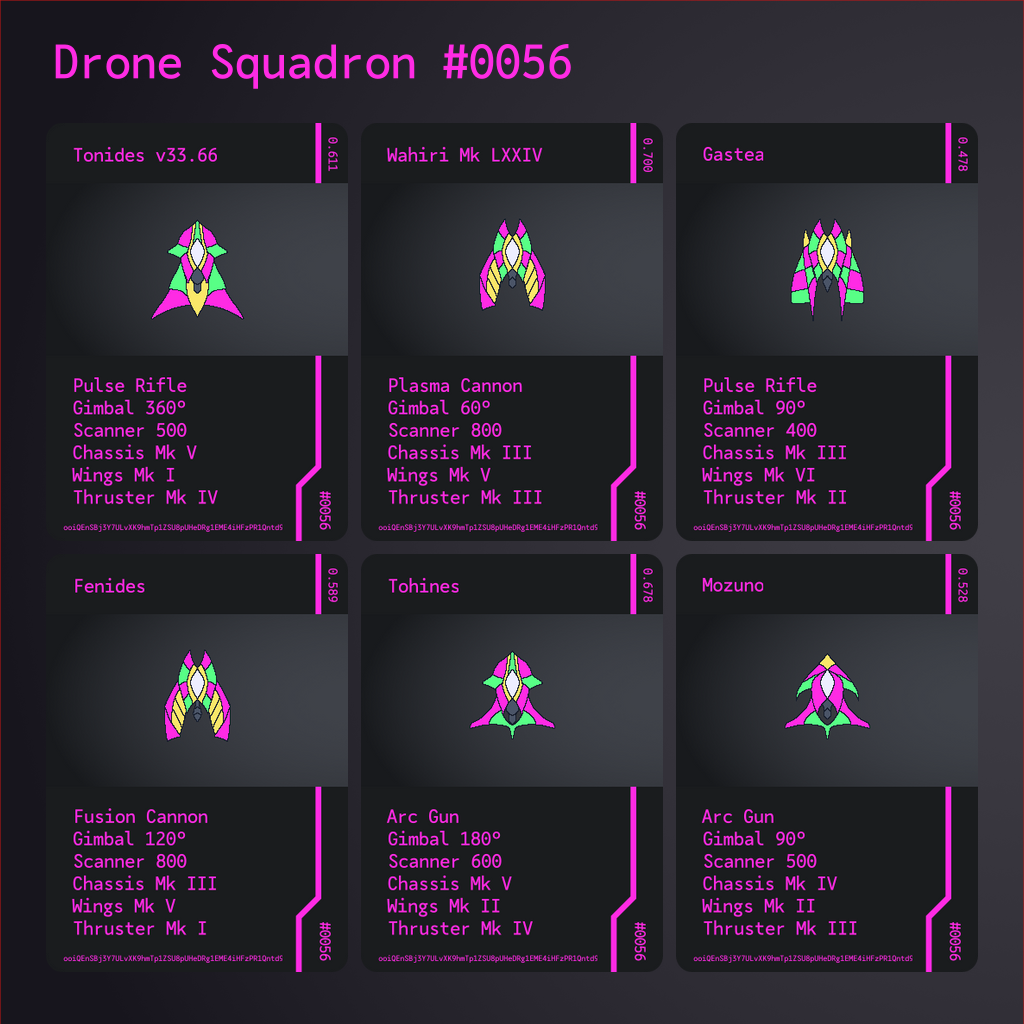 Drone Squadron #0056
Tonides v33.66
0.611
Pulse Rifle
Gimbal 360°
Scanner 500
Chassis Mk V
Wings Mk I
Thruster Mk IV
#0056
ooiQEnSBj3Y7ULvXK9hmTp1ZSU8pUHeDRg1EME4iHFzPR1QntdS
Wahiri Mk LXXIV
0.700
Plasma Cannon
Gimbal 60°
Scanner 800
Chassis Mk III
Wings Mk V
Thruster Mk III
#0056
ooiQEnSBj3Y7ULvXK9hmTp1ZSU8pUHeDRg1EME4iHFzPR1QntdS
Gastea
0.478
Pulse Rifle
Gimbal 90°
Scanner 400
Chassis Mk III
Wings Mk VI
Thruster Mk II
#0056
ooiQEnSBj3Y7ULvXK9hmTp1ZSU8pUHeDRg1EME4iHFzPR1QntdS
Fenides
0.589
Fusion Cannon
Gimbal 120°
Scanner 800
Chassis Mk III
Wings Mk V
Thruster Mk I
#0056
ooiQEnSBj3Y7ULvXK9hmTp1ZSU8pUHeDRg1EME4iHFzPR1QntdS
Tohines
0.678
Arc Gun
Gimbal 180°
Scanner 600
Chassis Mk V
Wings Mk II
Thruster Mk IV
#0056
ooiQEnSBj3Y7ULvXK9hmTp1ZSU8pUHeDRg1EME4iHFzPR1QntdS
Mozuno
0.528
Arc Gun
Gimbal 90°
Scanner 500
Chassis Mk IV
Wings Mk II
Thruster Mk III
#0056
ooiQEnSBj3Y7ULvXK9hmTp1ZSU8pUHeDRg1EME4iHFzPR1QntdS